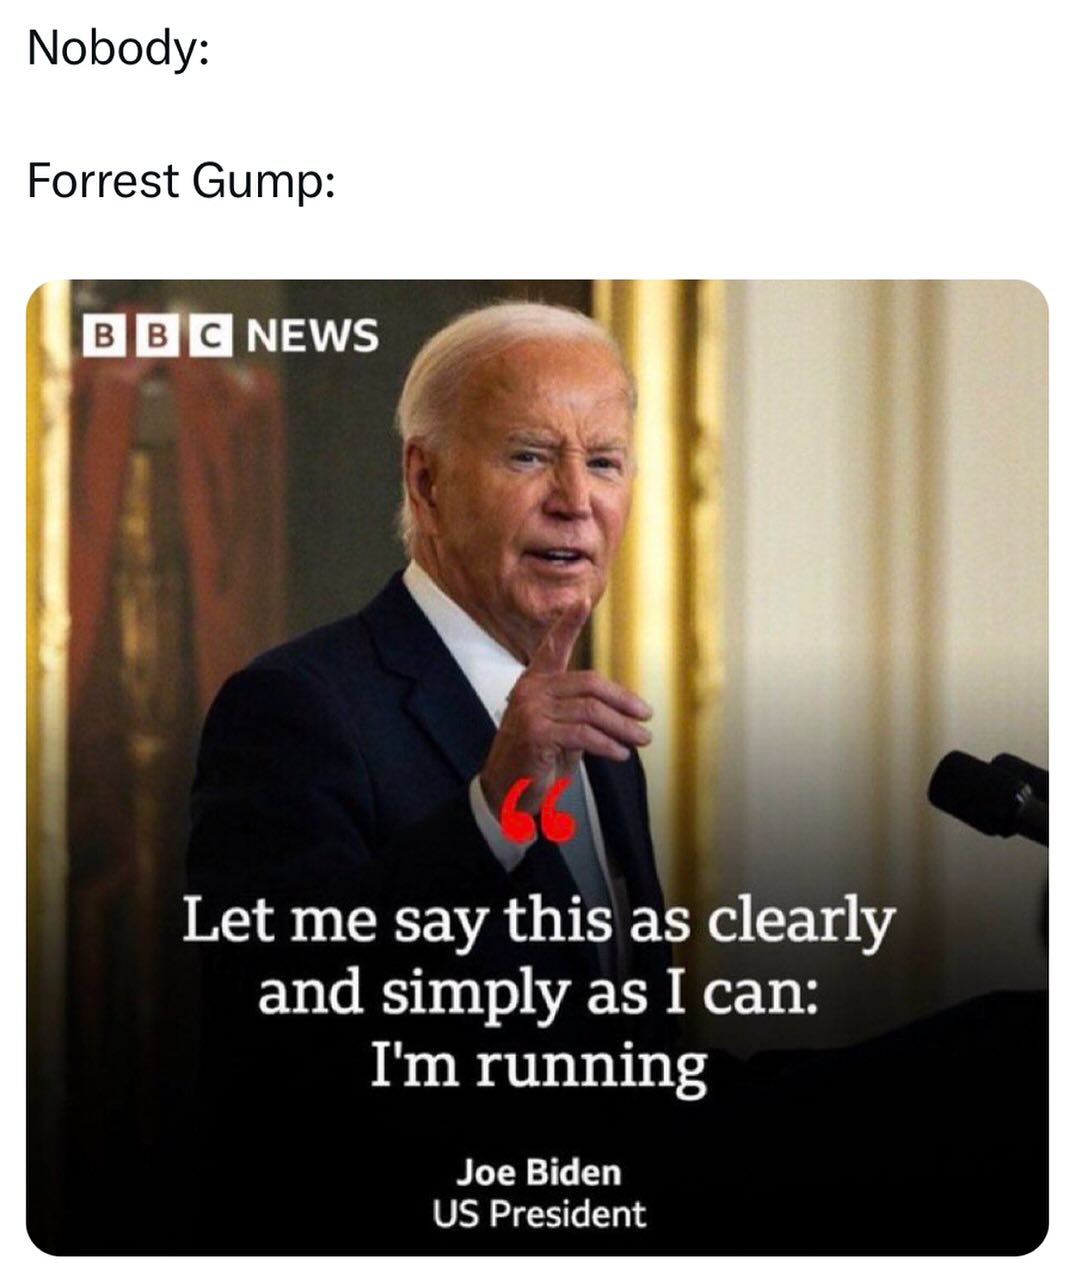 Nobody:
Forrest Gump:
BBC NEWS
“
Let me say this as clearly
and simply as I can:
I'm running
Joe Biden
US President